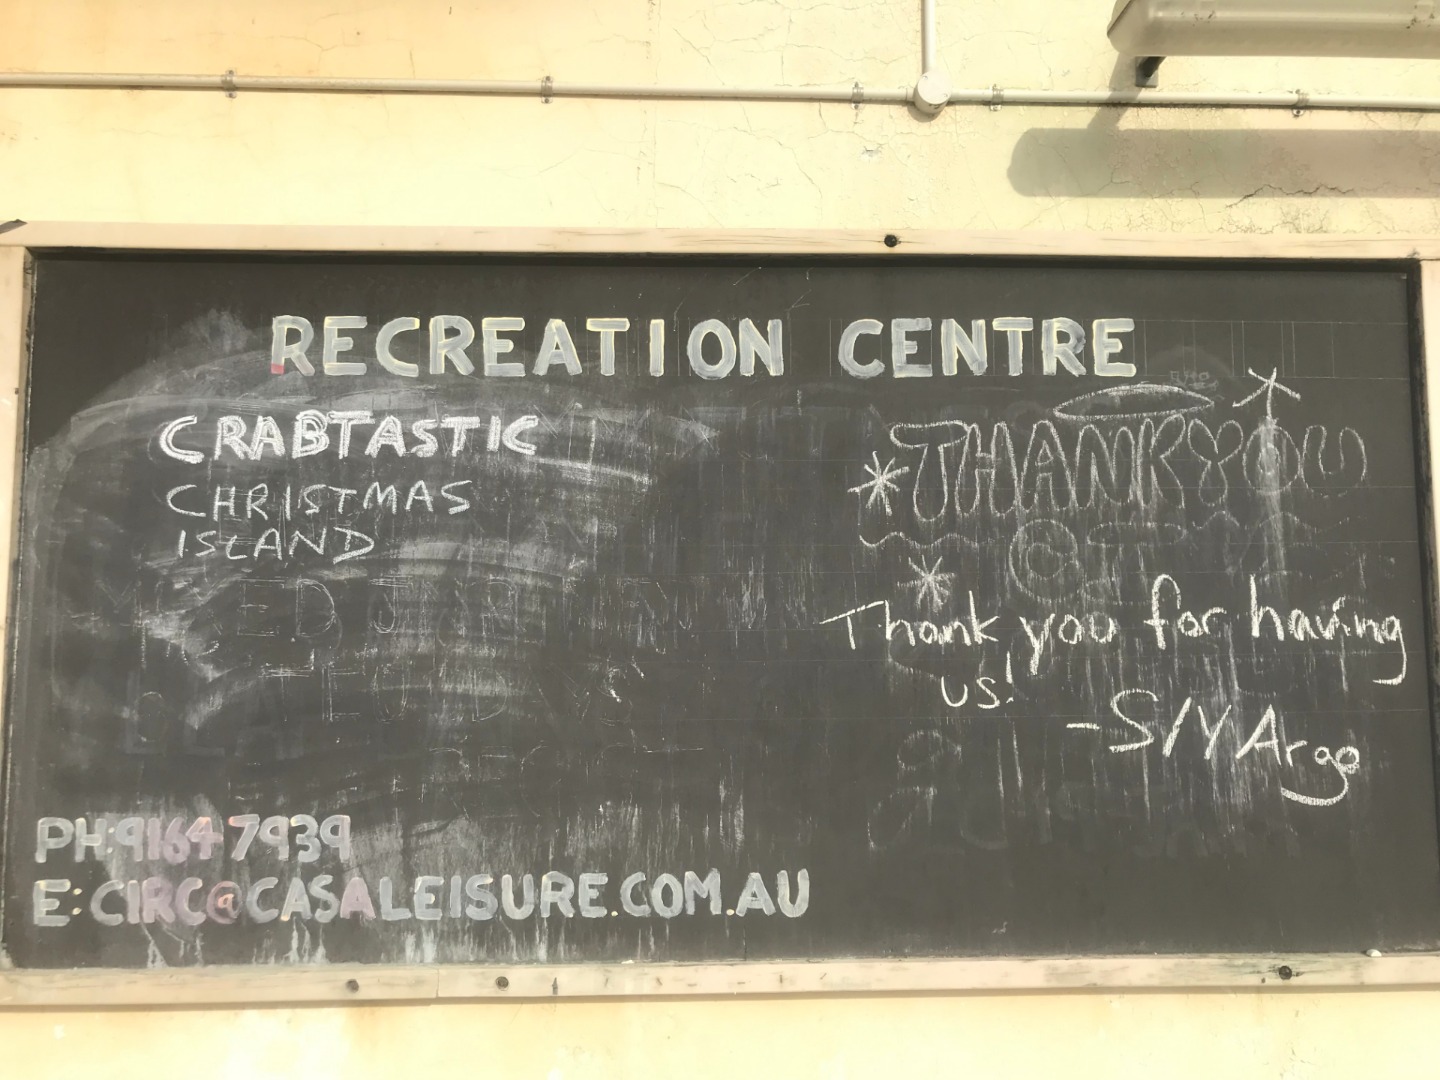 RECREATION CENTRE
CRABTASTIC
CHRISTMAS
ISLAND
THANKYOU
Thank you for having
us!
-S/Y Argo
PH:9164 7939
E:CIRC@CASALEISURE.COM.AU